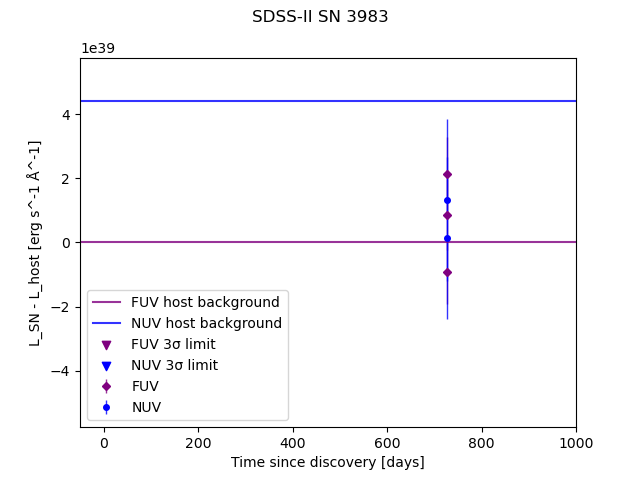 SDSS-II SN 3983
1e39
L_SN - L_host [erg s^-1 Å^-1]
4
2
0
−2
−4
FUV host background
NUV host background
FUV 3σ limit
NUV 3σ limit
FUV
NUV
0 200 400 600 800 1000
Time since discovery [days]